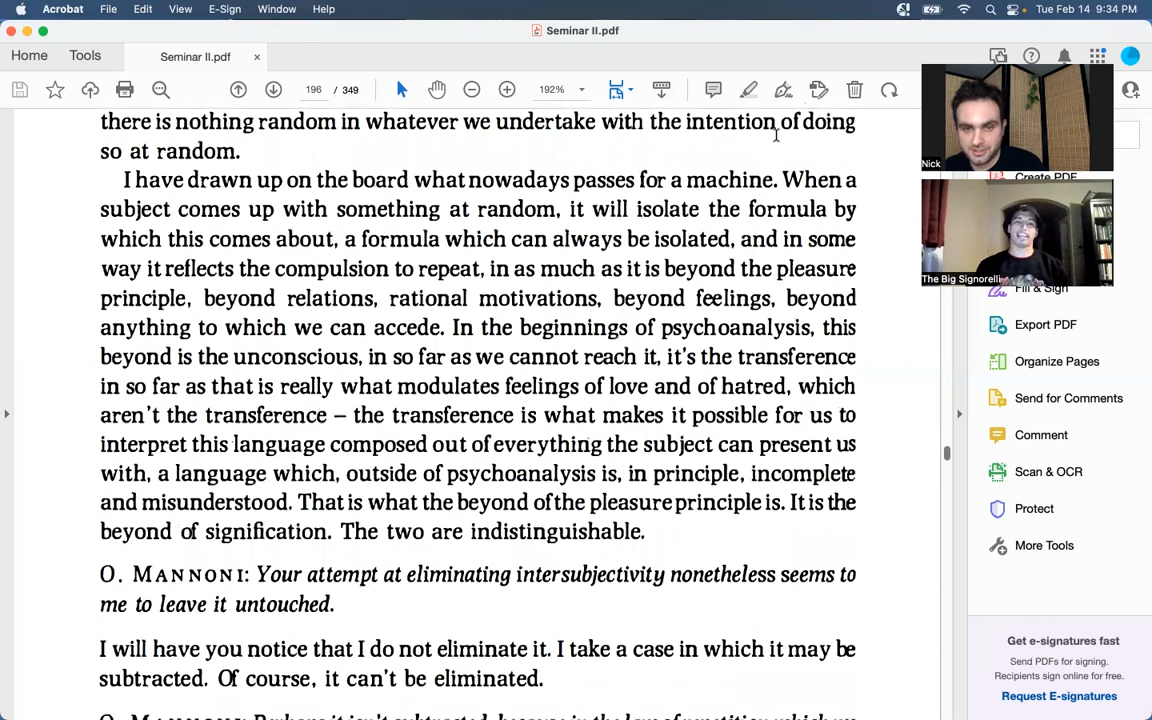 Acrobat File Edit View E-Sign Window Help Tue Feb 14 9:34 PM
Seminar II.pdf
Home Tools Seminar II.pdf ×
196 / 349 192%
there is nothing random in whatever we undertake with the intention of doing
so at random.
I have drawn up on the board what nowadays passes for a machine. When a
subject comes up with something at random, it will isolate the formula by
which this comes about, a formula which can always be isolated, and in some
way it reflects the compulsion to repeat, in as much as it is beyond the pleasure
principle, beyond relations, rational motivations, beyond feelings, beyond
anything to which we can accede. In the beginnings of psychoanalysis, this
beyond is the unconscious, in so far as we cannot reach it, it's the transference
in so far as that is really what modulates feelings of love and of hatred, which
aren't the transference – the transference is what makes it possible for us to
interpret this language composed out of everything the subject can present us
with, a language which, outside of psychoanalysis is, in principle, incomplete
and misunderstood. That is what the beyond of the pleasure principle is. It is the
beyond of signification. The two are indistinguishable.
O. MANNONI: Your attempt at eliminating intersubjectivity nonetheless seems to
me to leave it untouched.
I will have you notice that I do not eliminate it. I take a case in which it may be
subtracted. Of course, it can't be eliminated.
O. MANNONI: Perhaps it isn't subtracted, because in the law of repetition which we
Nick
Create PDF
The Big Signorelli
Fill & Sign
Export PDF
Organize Pages
Send for Comments
Comment
Scan & OCR
Protect
More Tools
Get e-signatures fast
Send PDFs for signing.
Recipients sign online for free.
Request E-signatures